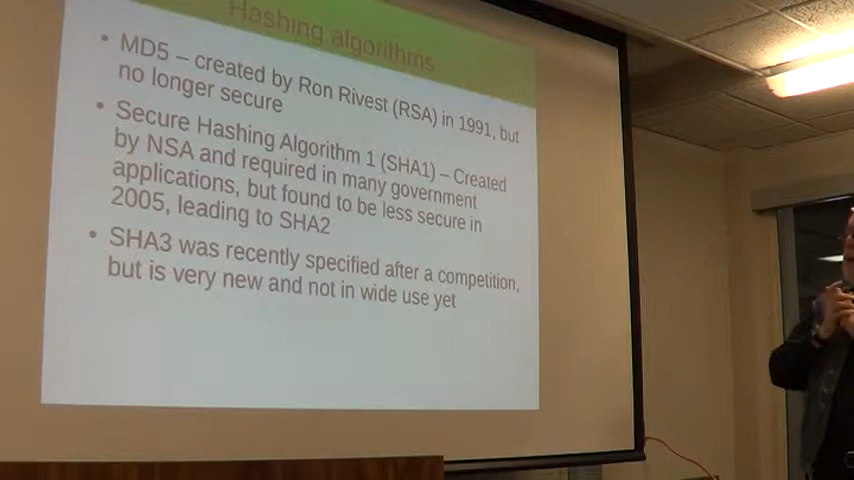 Hashing algorithms
• MD5 – created by Ron Rivest (RSA) in 1991, but
no longer secure
• Secure Hashing Algorithm 1 (SHA1) – Created
by NSA and required in many government
applications, but found to be less secure in
2005, leading to SHA2
• SHA3 was recently specified after a competition,
but is very new and not in wide use yet